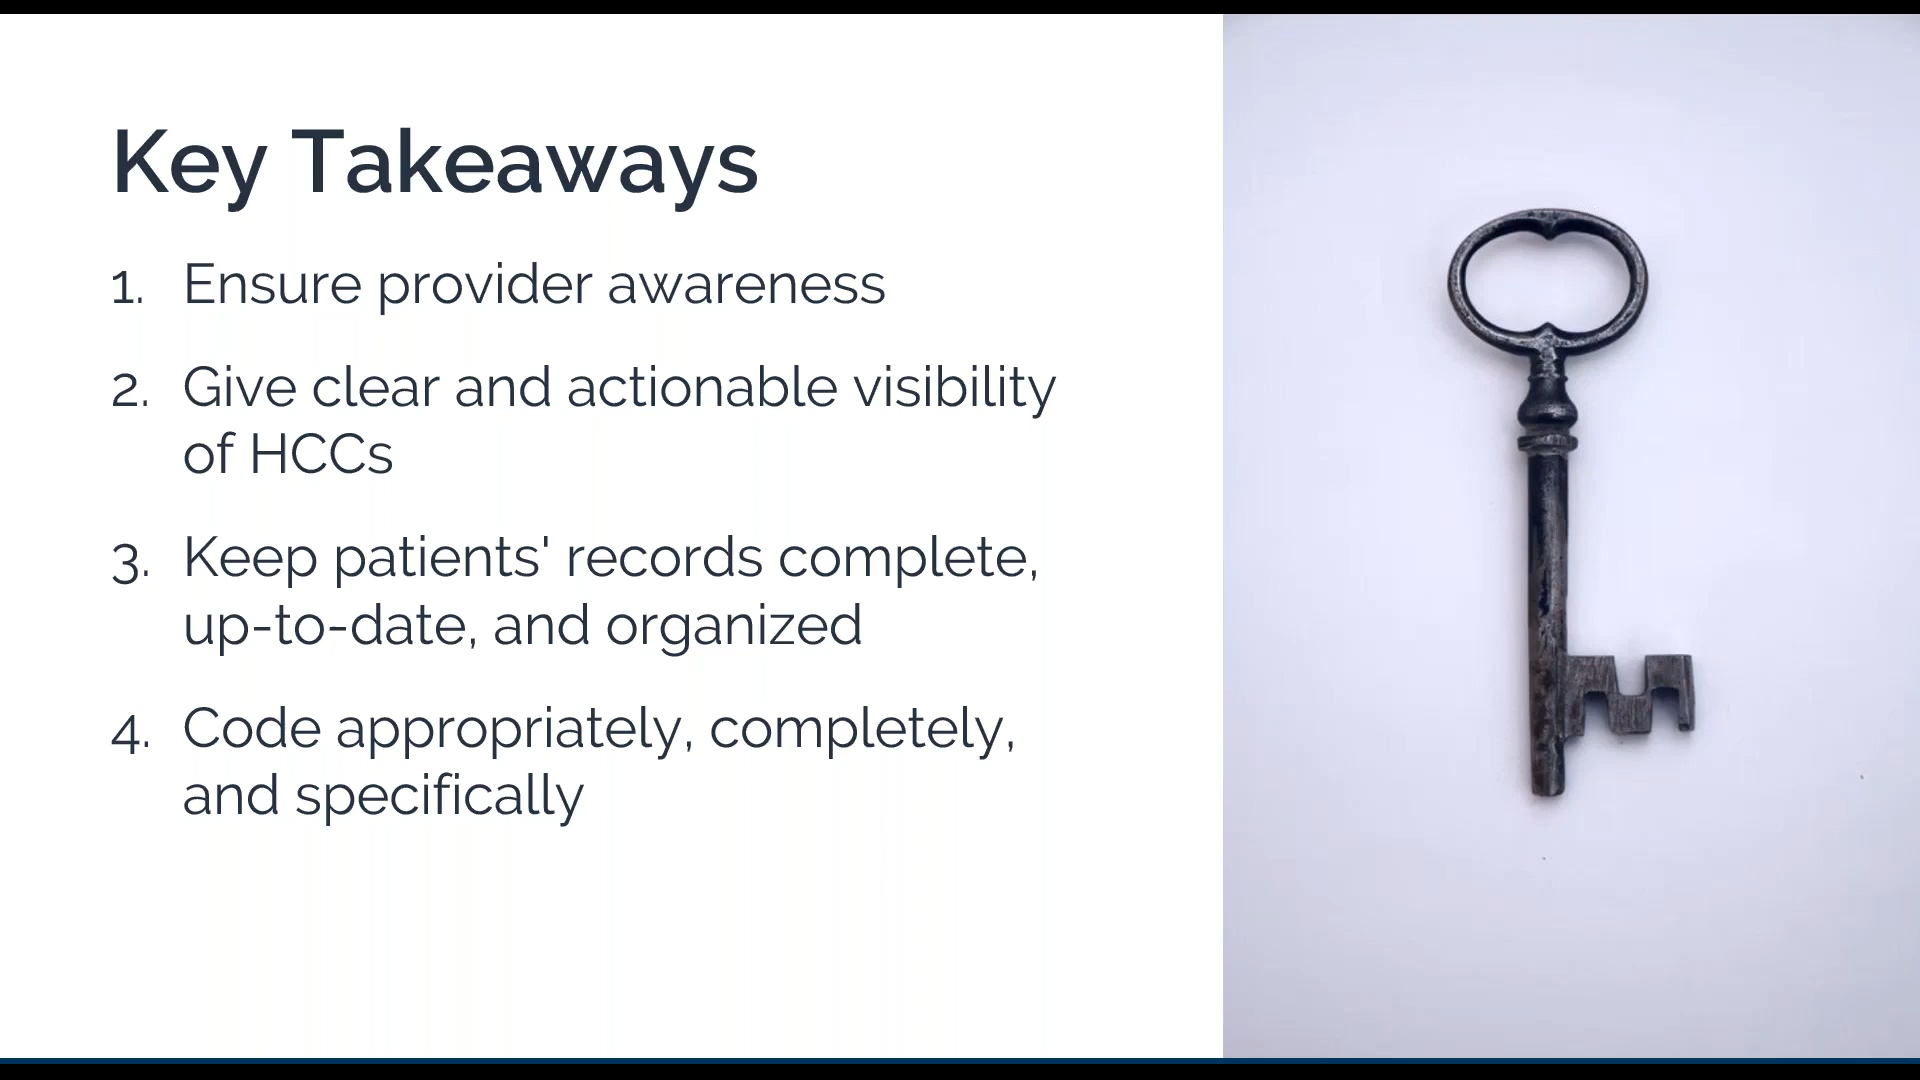 Key Takeaways
1. Ensure provider awareness
2. Give clear and actionable visibility
of HCCs
3. Keep patients' records complete,
up-to-date, and organized
4. Code appropriately, completely,
and specifically